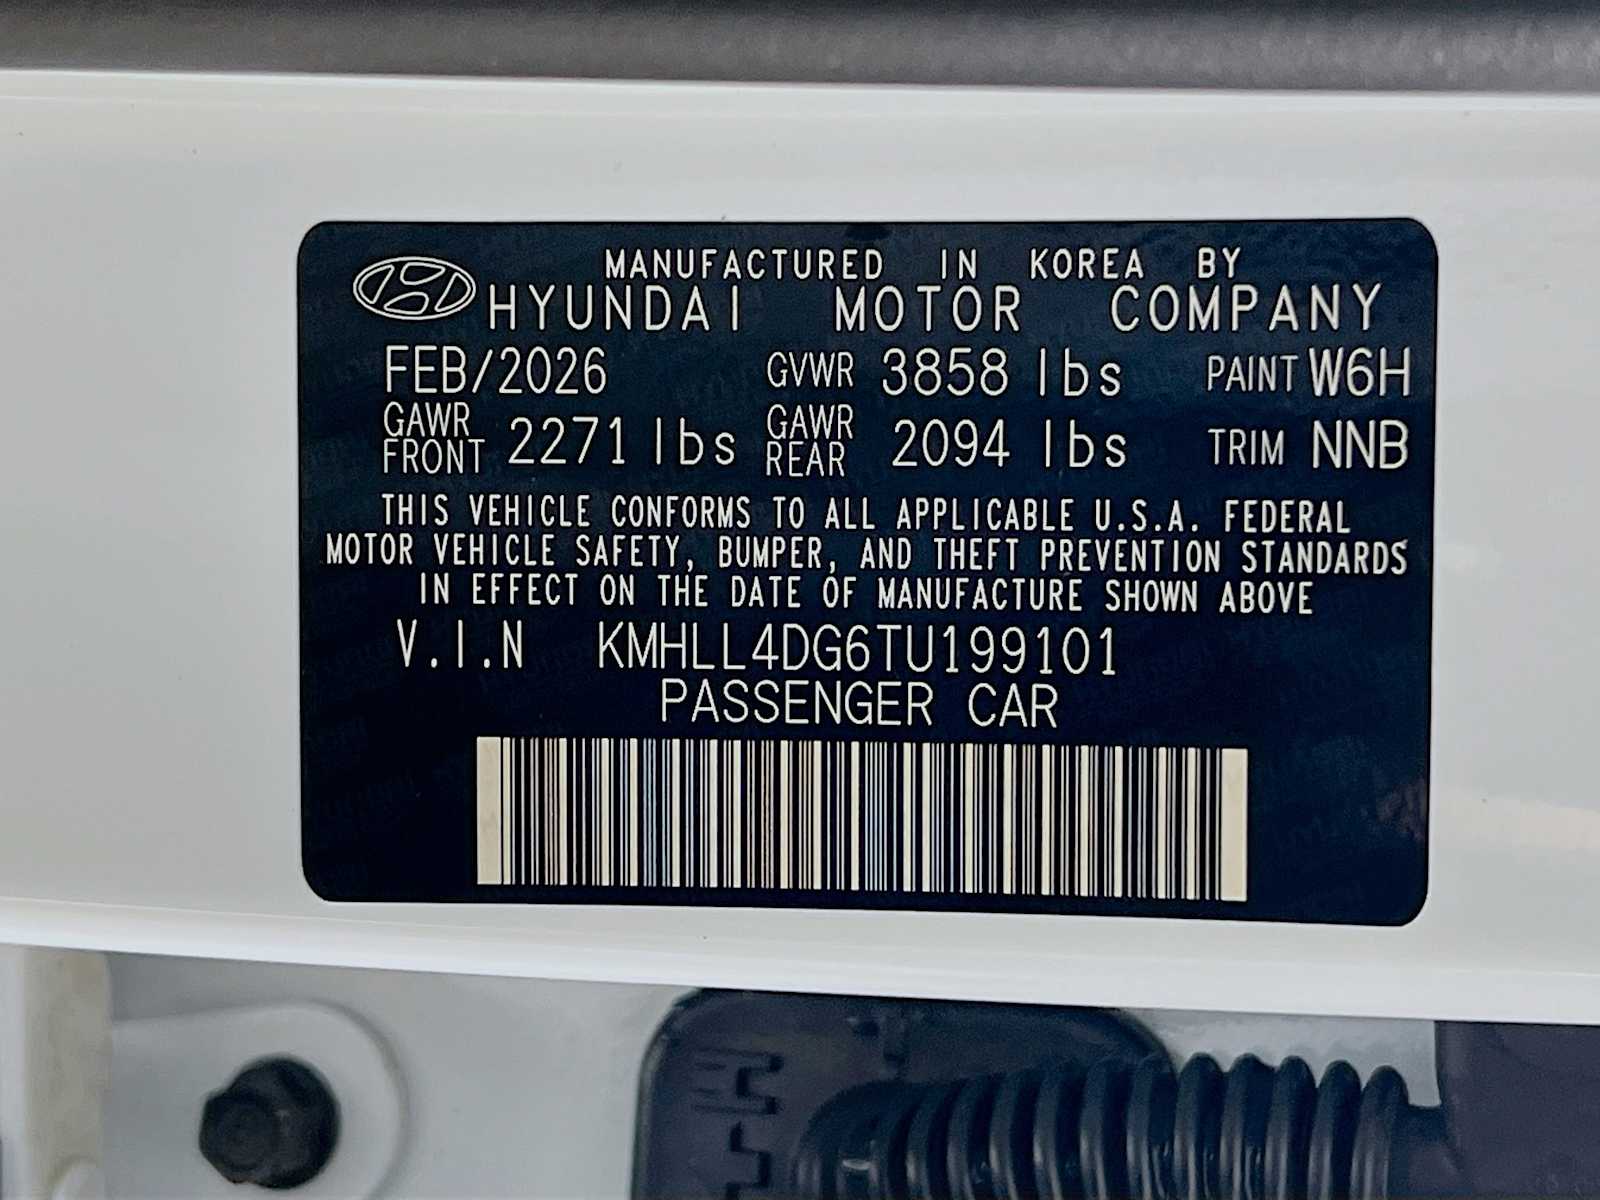 MANUFACTURED IN KOREA BY
HYUNDAI MOTOR COMPANY
FEB/2026 GVWR 3858 lbs PAINT W6H
GAWR FRONT 2271 lbs GAWR REAR 2094 lbs TRIM NNB
THIS VEHICLE CONFORMS TO ALL APPLICABLE U.S.A. FEDERAL
MOTOR VEHICLE SAFETY, BUMPER, AND THEFT PREVENTION STANDARDS
IN EFFECT ON THE DATE OF MANUFACTURE SHOWN ABOVE
V.I.N KMHLL4DG6TU199101
PASSENGER CAR